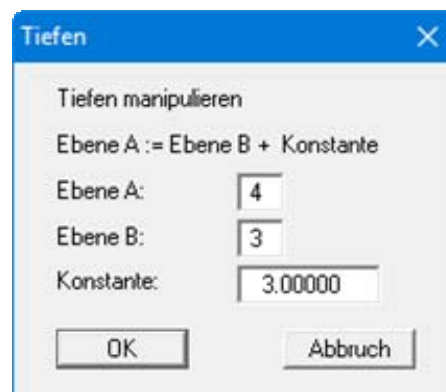 Tiefen
Tiefen manipulieren
Ebene A := Ebene B + Konstante
Ebene A: 4
Ebene B: 3
Konstante: 3.00000
OK Abbruch